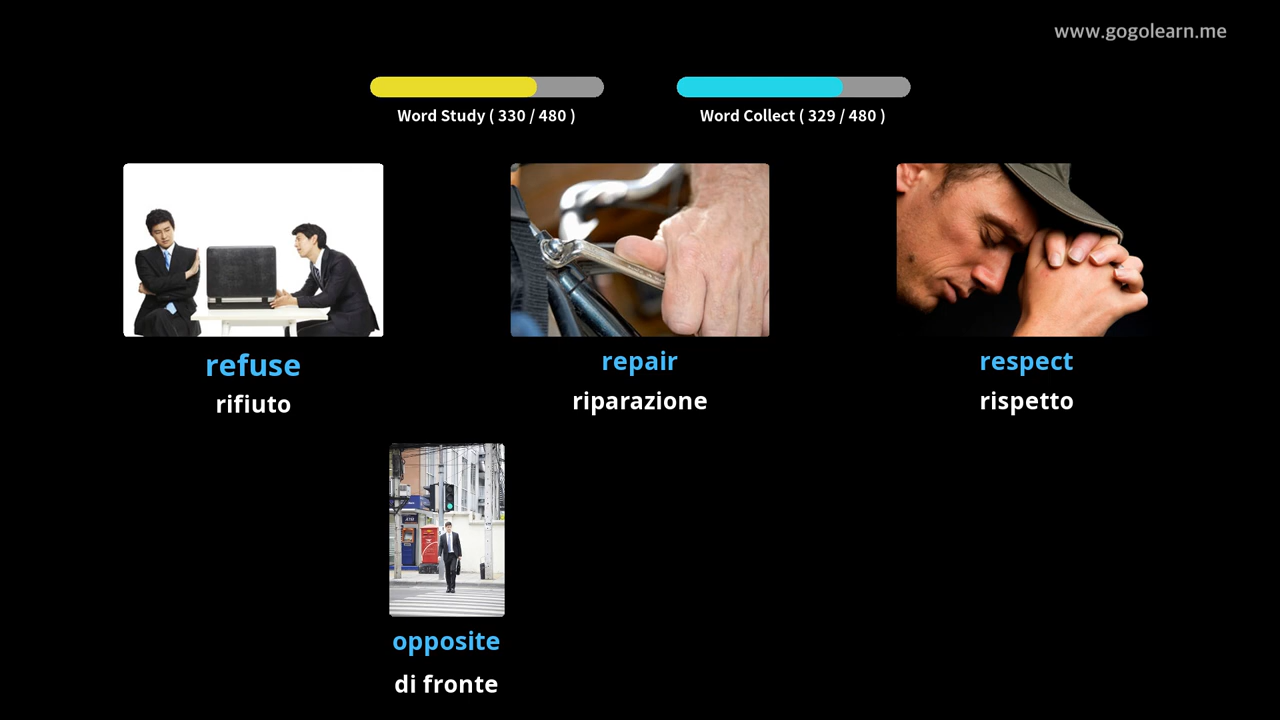 www.gogolearn.me
Word Study ( 330 / 480 )
Word Collect ( 329 / 480 )
refuse
rifiuto
repair
riparazione
respect
rispetto
opposite
di fronte